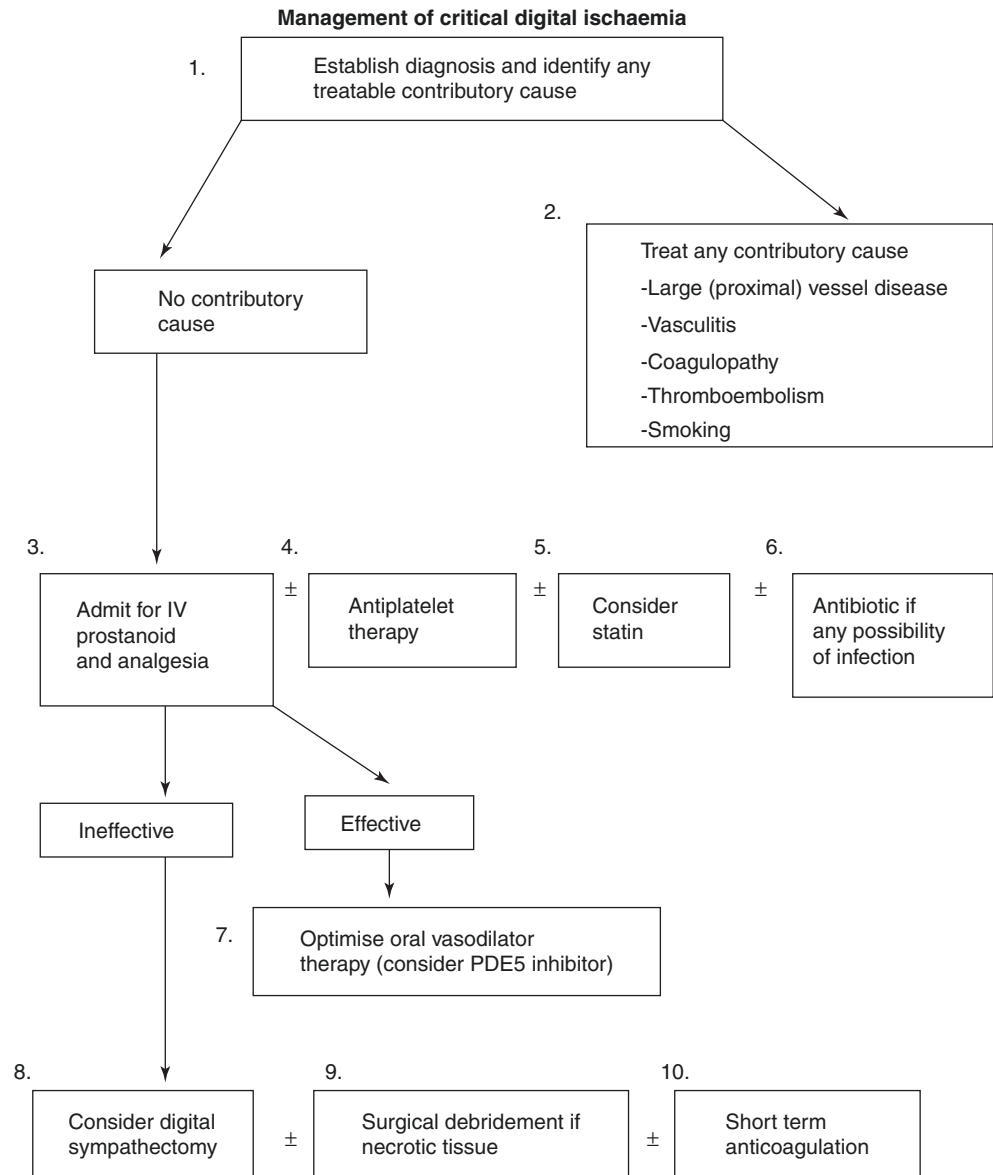 Management of critical digital ischaemia
1.
Establish diagnosis and identify any
treatable contributory cause
2.
Treat any contributory cause
-Large (proximal) vessel disease
-Vasculitis
-Coagulopathy
-Thromboembolism
-Smoking
No contributory
cause
3.
Admit for IV
prostanoid
and analgesia
±
4.
Antiplatelet
therapy
±
5.
Consider
statin
±
6.
Antibiotic if
any possibility
of infection
Ineffective
Effective
7.
Optimise oral vasodilator
therapy (consider PDE5 inhibitor)
8.
Consider digital
sympathectomy
±
9.
Surgical debridement if
necrotic tissue
±
10.
Short term
anticoagulation